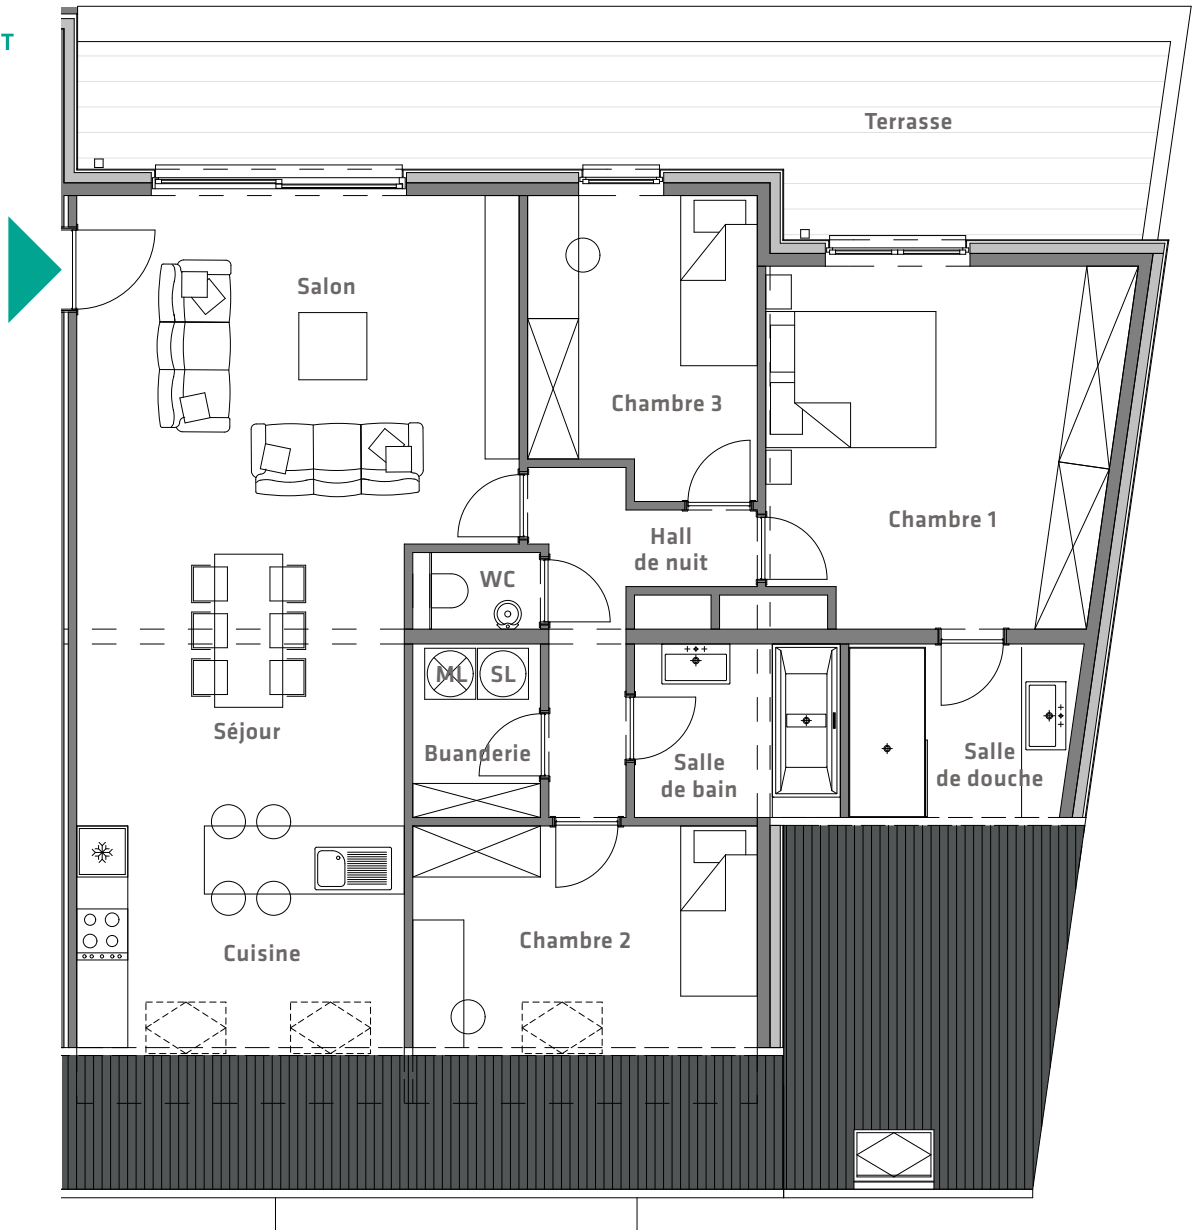 T
Terrasse
Salon
Chambre 3
Chambre 1
Hall
de nuit
WC
ML SL
Séjour
Buanderie
Salle
de bain
Salle
de douche
Cuisine
Chambre 2